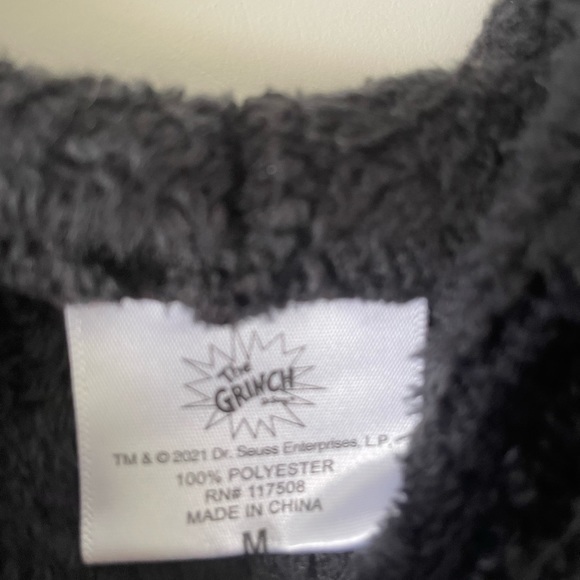 The
GRINCH
TM & © 2021 Dr. Seuss Enterprises, L.P.
100% POLYESTER
RN# 117508
MADE IN CHINA
M